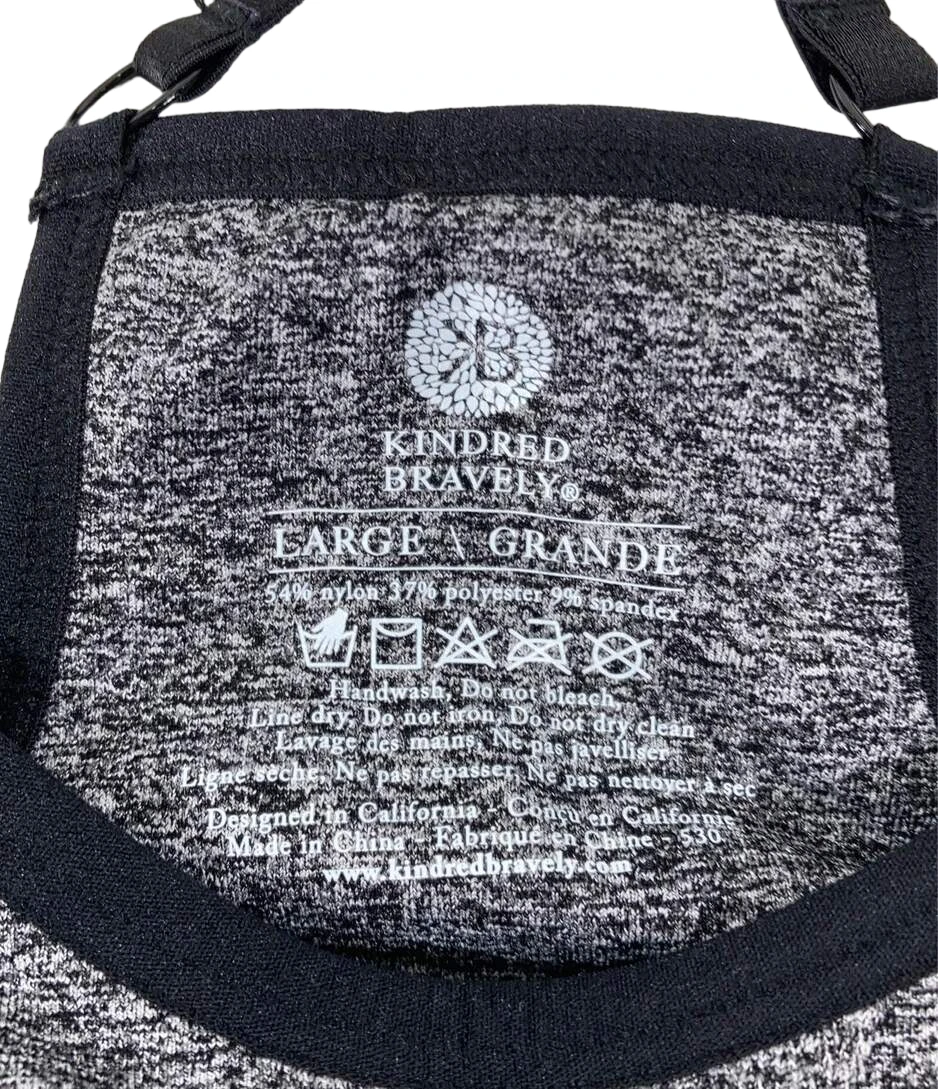 KB
KINDRED
BRAVELY®
LARGE \ GRANDE
54% nylon 37% polyester 9% spandex
Handwash, Do not bleach,
Line dry, Do not iron, Do not dry clean
Lavage des mains, Ne pas javelliser
Ligne seche, Ne pas repasser, Ne pas nettoyer à sec
Designed in California - Conçu en Californie
Made in China - Fabriqué en Chine - 530
www.kindredbravely.com